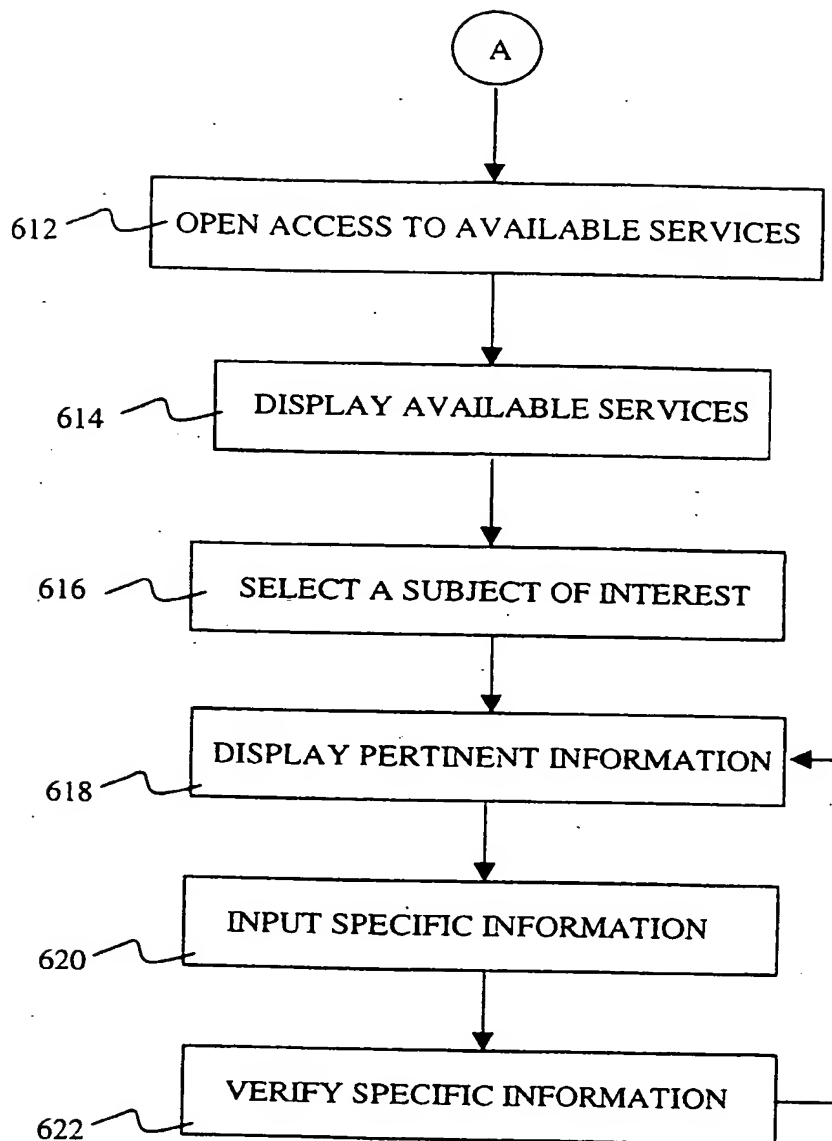 A
612 OPEN ACCESS TO AVAILABLE SERVICES
614 DISPLAY AVAILABLE SERVICES
616 SELECT A SUBJECT OF INTEREST
DISPLAY PERTINENT INFORMATION
618
INPUT SPECIFIC INFORMATION
620
VERIFY SPECIFIC INFORMATION
622